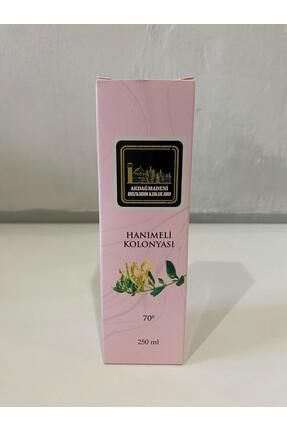 AKDAĞMADENİ
HANIMELİ
KOLONYASI
70°
250 ml